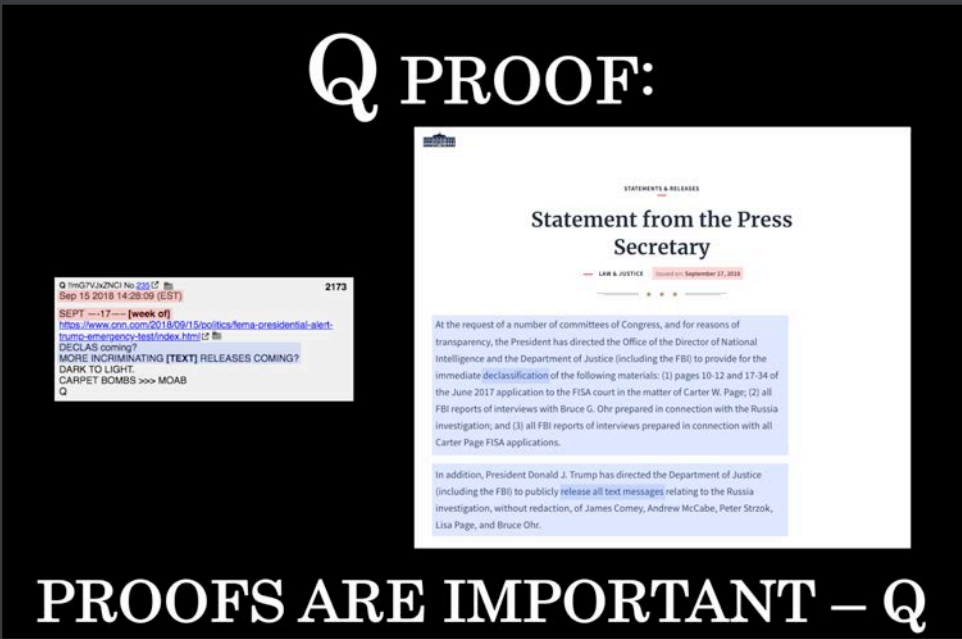 Q PROOF:
Q !!mG7VJxZNCI No.235
2173
Sep 15 2018 14:28:09 (EST)
SEPT —-17—– [week of]
https://www.cnn.com/2018/09/15/politics/fema-presidential-alert-
trump-emergency-test/index.html
DECLAS coming?
MORE INCRIMINATING [TEXT] RELEASES COMING?
DARK TO LIGHT.
CARPET BOMBS >>> MOAB
Q
STATEMENTS & RELEASES
Statement from the Press
Secretary
LAW & JUSTICE
Issued on: September 17, 2018
At the request of a number of committees of Congress, and for reasons of
transparency, the President has directed the Office of the Director of National
Intelligence and the Department of Justice (including the FBI) to provide for the
immediate declassification of the following materials: (1) pages 10-12 and 17-34 of
the June 2017 application to the FISA court in the matter of Carter W. Page; (2) all
FBI reports of interviews with Bruce G. Ohr prepared in connection with the Russia
investigation; and (3) all FBI reports of interviews prepared in connection with all
Carter Page FISA applications.
In addition, President Donald J. Trump has directed the Department of Justice
(including the FBI) to publicly release all text messages relating to the Russia
investigation, without redaction, of James Comey, Andrew McCabe, Peter Strzok,
Lisa Page, and Bruce Ohr.
PROOFS ARE IMPORTANT – Q